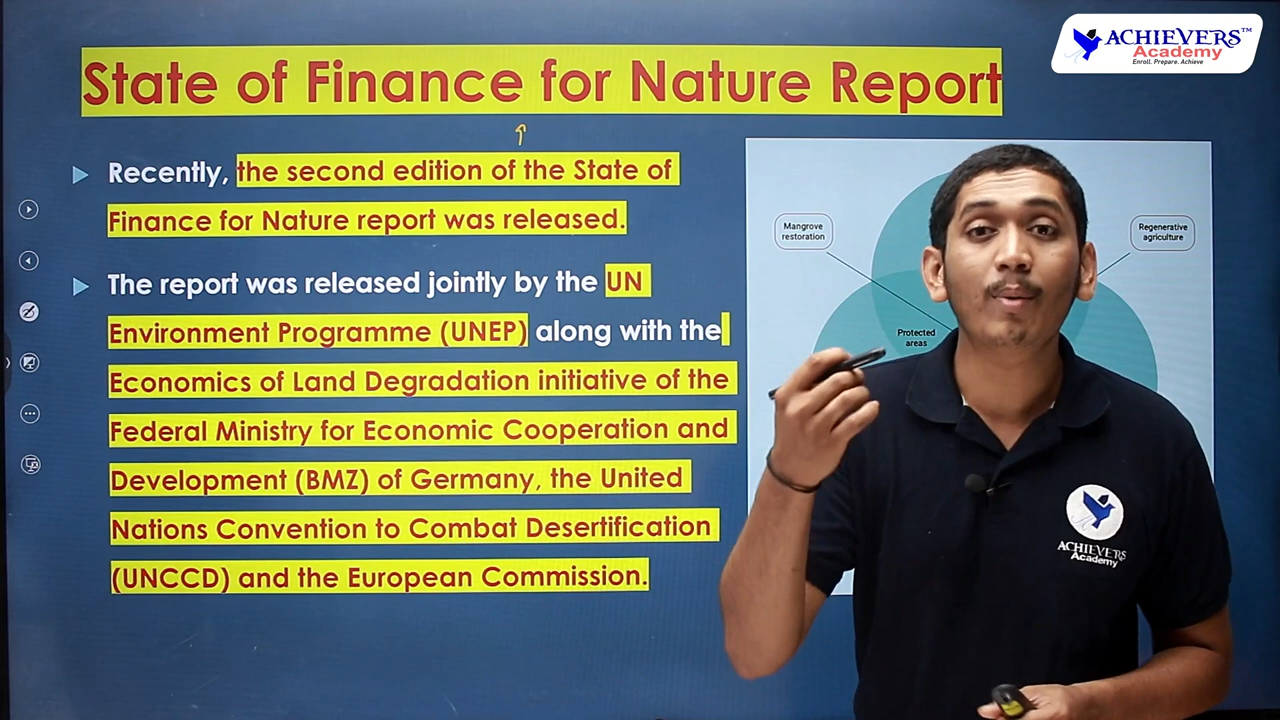 ACHIEVERS™
Academy
Enroll. Prepare. Achieve
State of Finance for Nature Report
Recently, the second edition of the State of
Finance for Nature report was released.
The report was released jointly by the UN
Environment Programme (UNEP) along with the
Economics of Land Degradation initiative of the
Federal Ministry for Economic Cooperation and
Development (BMZ) of Germany, the United
Nations Convention to Combat Desertification
(UNCCD) and the European Commission.
Mangrove
restoration
Regenerative
agriculture
Protected
areas
ACHIEVERS
Academy